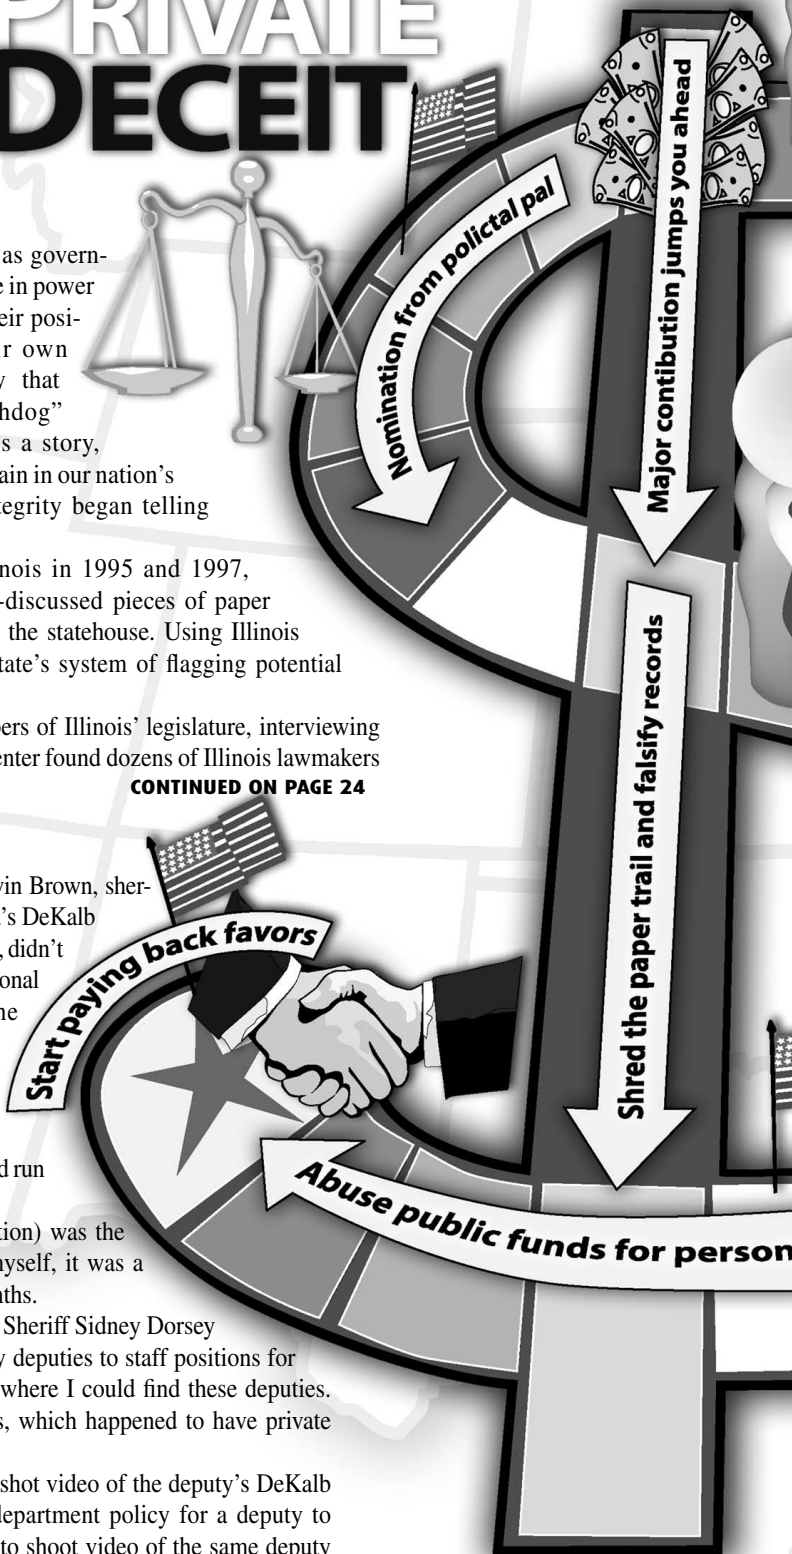 PRIVATE
DECEIT
as govern-
in power
eir posi-
r own
that
hdog”
s a story,
ain in our nation’s
tegrity began telling
nois in 1995 and 1997,
-discussed pieces of paper
the statehouse. Using Illinois
tate’s system of flagging potential
bers of Illinois’ legislature, interviewing
enter found dozens of Illinois lawmakers
CONTINUED ON PAGE 24
vin Brown, sher-
’s DeKalb
, didn’t
onal
ne
d run
tion) was the
nyself, it was a
nths.
Sheriff Sidney Dorsey
y deputies to staff positions for
where I could find these deputies.
s, which happened to have private
shot video of the deputy’s DeKalb
department policy for a deputy to
to shoot video of the same deputy
Nomination from polictal pal
Major contibution jumps you ahead
Shred the paper trail and falsify records
Start paying back favors
Abuse public funds for person